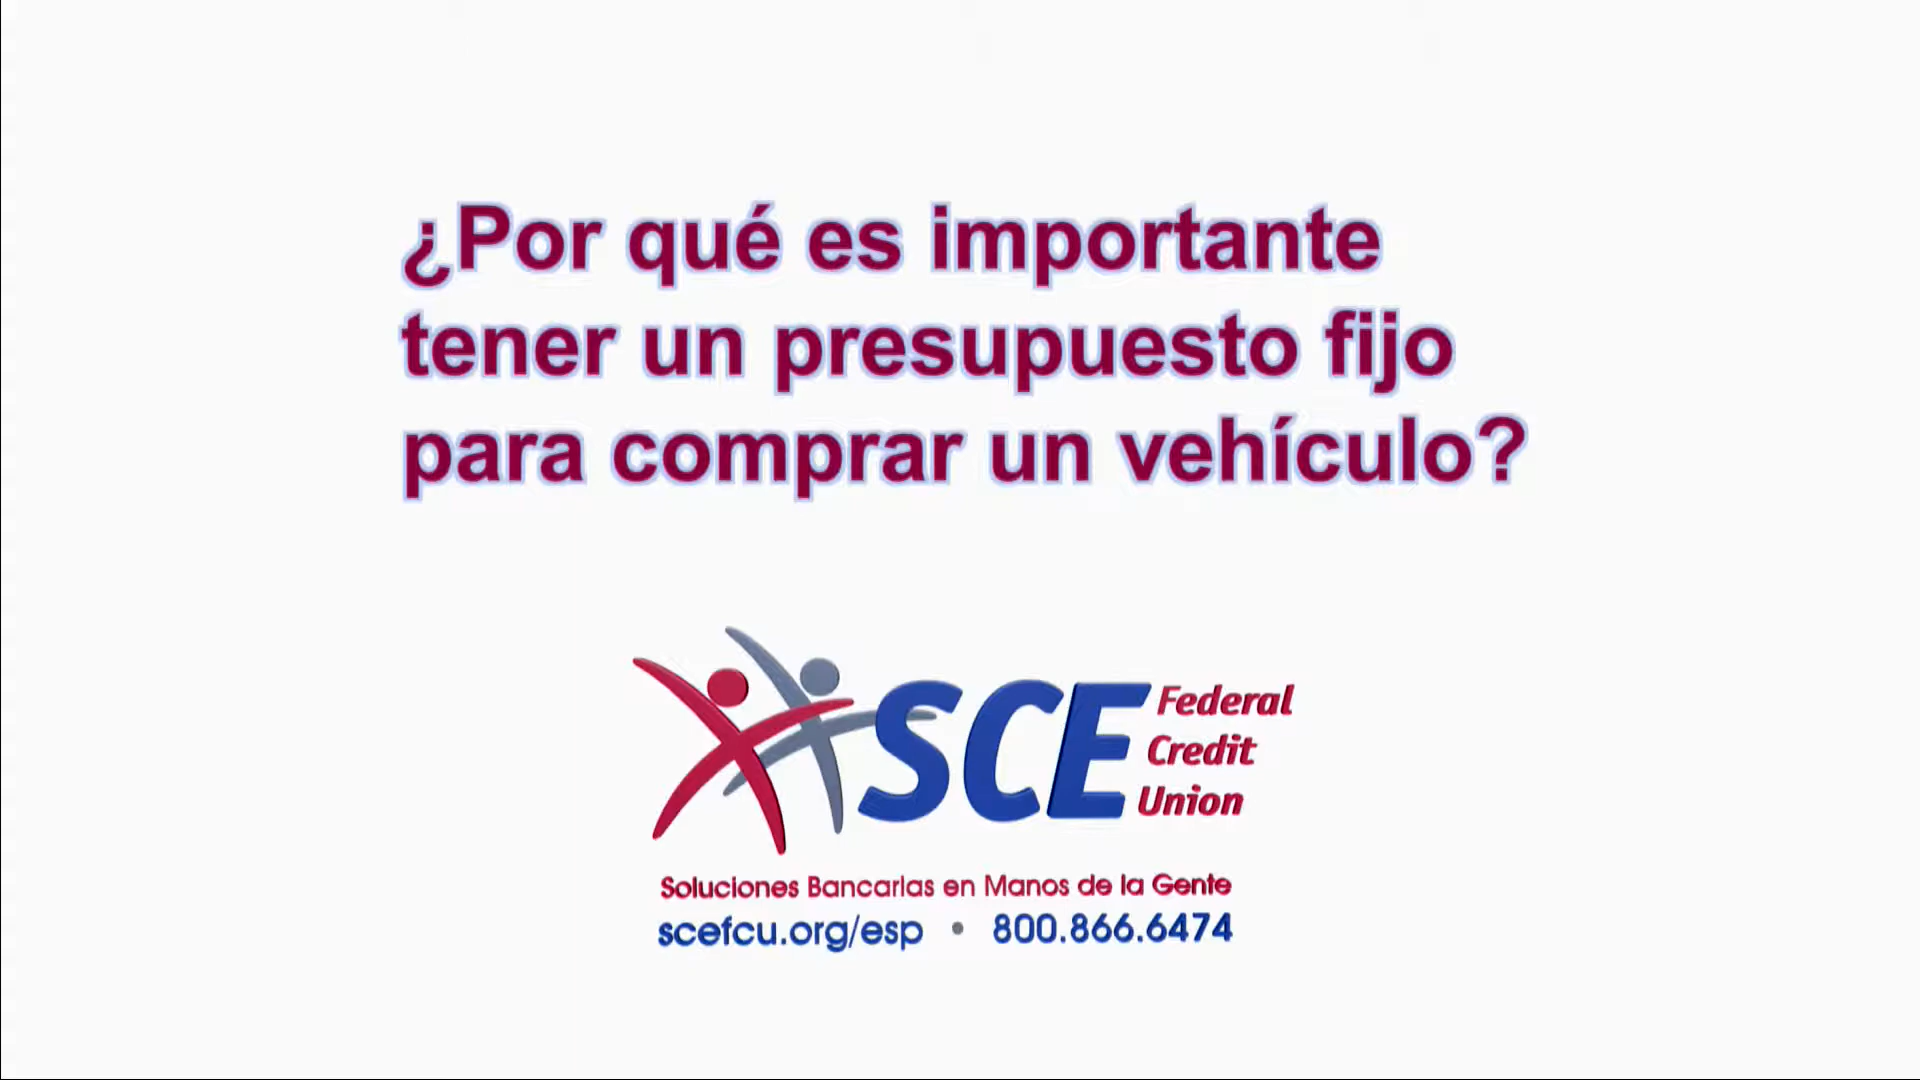 ¿Por qué es importante
tener un presupuesto fijo
para comprar un vehículo?
SCE
Federal
Credit
Union
Soluciones Bancarias en Manos de la Gente
scefcu.org/esp • 800.866.6474